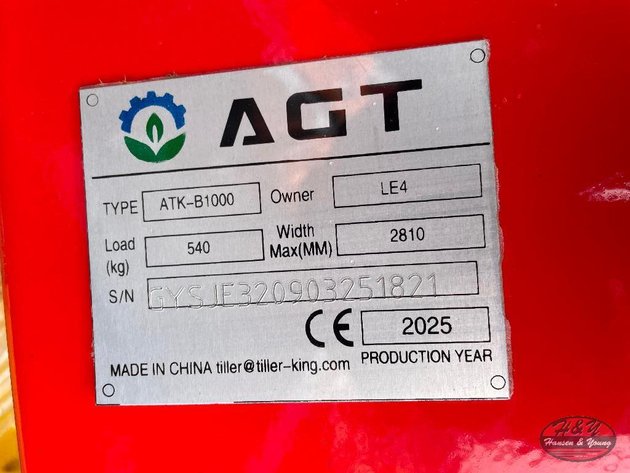 AGT
TYPE ATK-B1000 Owner LE4
Load (kg) 540 Width Max(MM) 2810
S/N GYSJE320903251821
CE 2025
MADE IN CHINA tiller@tiller-king.com PRODUCTION YEAR
H&Y
Hansen & Young